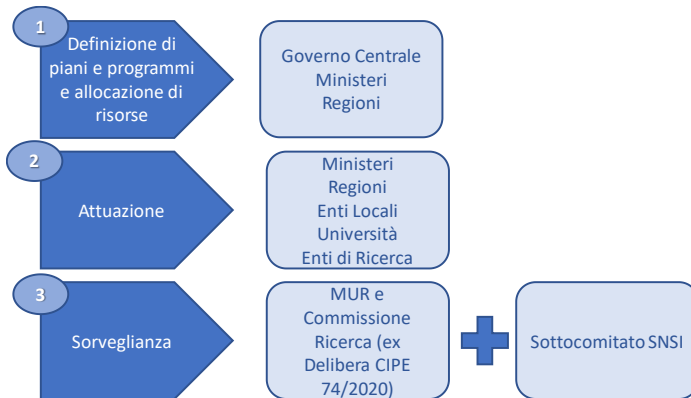 1
Definizione di
piani e programmi
e allocazione di
risorse
Governo Centrale
Ministeri
Regioni
2
Attuazione
Ministeri
Regioni
Enti Locali
Università
Enti di Ricerca
3
Sorveglianza
MUR e
Commissione
Ricerca (ex
Delibera CIPE
74/2020)
Sottocomitato SNSI